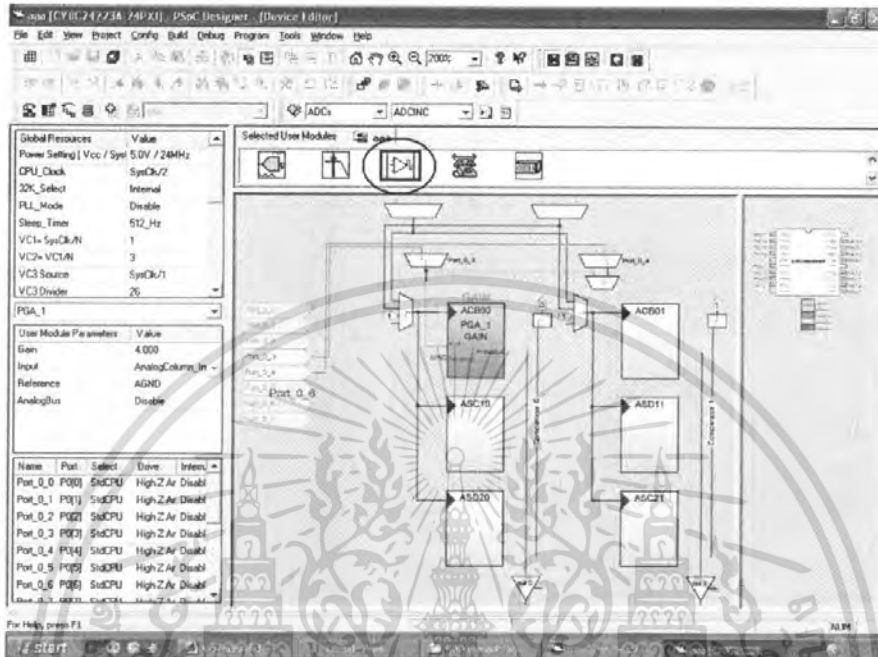 [CY8C24223A-24PXI] - PSoC Designer - [Device Editor]
File Edit View Project Config Build Debug Program Tools Window Help
200%
ADCs ADCINC
Global Resources Value
Power Setting [ Vcc / Sysl 5.0V / 24MHz
CPU_Clock SysClk/2
32K_Select Internal
PLL_Mode Disable
Sleep_Timer 512_Hz
VC1= SysClk/N 1
VC2= VC1/N 3
VC3 Source SysClk/1
VC3 Divider 26
PGA_1
User Module Parameters Value
Gain 4.000
Input AnalogColumn_In
Reference AGND
AnalogBus Disable
Name Port Select Drive Interru
Port_0_0 P0[0] StdCPU High Z Ar Disabl
Port_0_1 P0[1] StdCPU High Z Ar Disabl
Port_0_2 P0[2] StdCPU High Z Ar Disabl
Port_0_3 P0[3] StdCPU High Z Ar Disabl
Port_0_4 P0[4] StdCPU High Z Ar Disabl
Port_0_5 P0[5] StdCPU High Z Ar Disabl
Port_0_6 P0[6] StdCPU High Z Ar Disabl
Selected User Modules
Port_0_6
ACB00
PGA_1
GAIN
ACB01
ASC10
ASD11
ASD20
ASC21
Comparator 0
Comparator 1
For Help, press F1
NUM
start